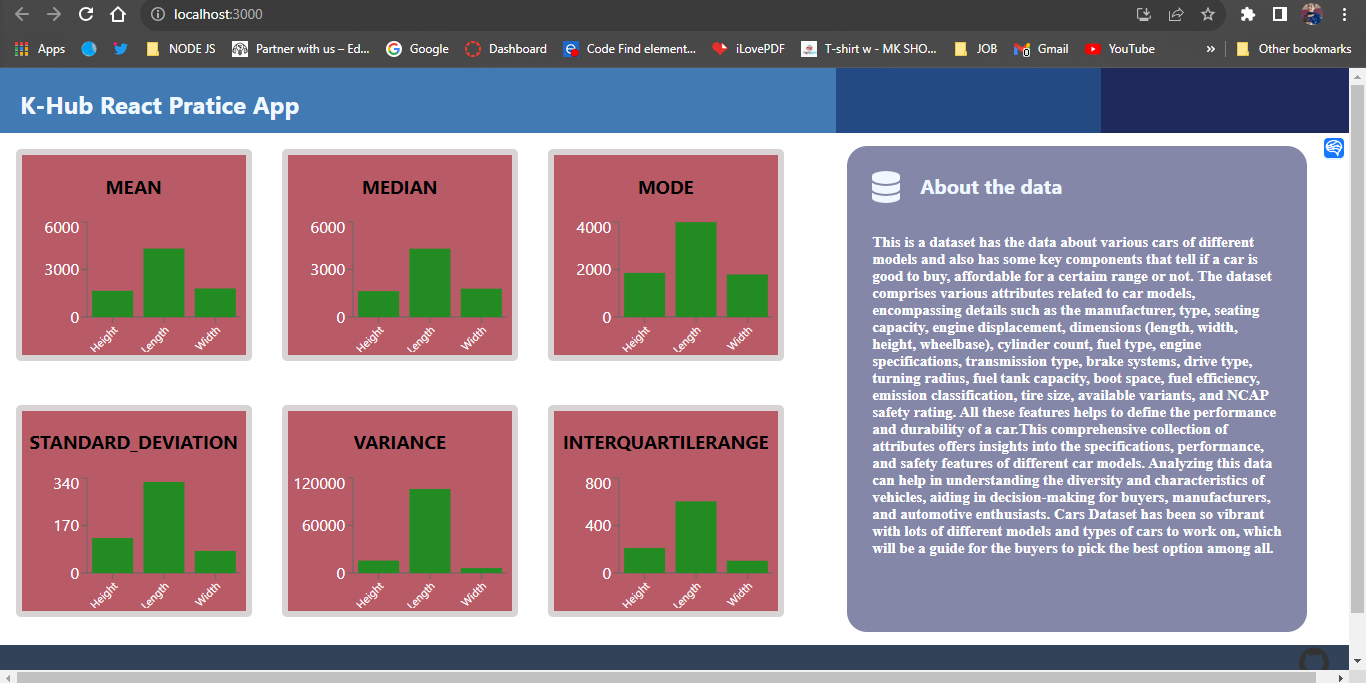 localhost:3000
Apps
NODE JS
Partner with us – Ed...
Google
Dashboard
Code Find element...
iLovePDF
T-shirt w - MK SHO...
JOB
Gmail
YouTube
»
Other bookmarks
K-Hub React Pratice App
MEAN
6000
3000
0
Height
Length
Width
MEDIAN
6000
3000
0
Height
Length
Width
MODE
4000
2000
0
Height
Length
Width
STANDARD_DEVIATION
340
170
0
Height
Length
Width
VARIANCE
120000
60000
0
Height
Length
Width
INTERQUARTILERANGE
800
400
0
Height
Length
Width
About the data
This is a dataset has the data about various cars of different
models and also has some key components that tell if a car is
good to buy, affordable for a certaim range or not. The dataset
comprises various attributes related to car models,
encompassing details such as the manufacturer, type, seating
capacity, engine displacement, dimensions (length, width,
height, wheelbase), cylinder count, fuel type, engine
specifications, transmission type, brake systems, drive type,
turning radius, fuel tank capacity, boot space, fuel efficiency,
emission classification, tire size, available variants, and NCAP
safety rating. All these features helps to define the performance
and durability of a car.This comprehensive collection of
attributes offers insights into the specifications, performance,
and safety features of different car models. Analyzing this data
can help in understanding the diversity and characteristics of
vehicles, aiding in decision-making for buyers, manufacturers,
and automotive enthusiasts. Cars Dataset has been so vibrant
with lots of different models and types of cars to work on, which
will be a guide for the buyers to pick the best option among all.